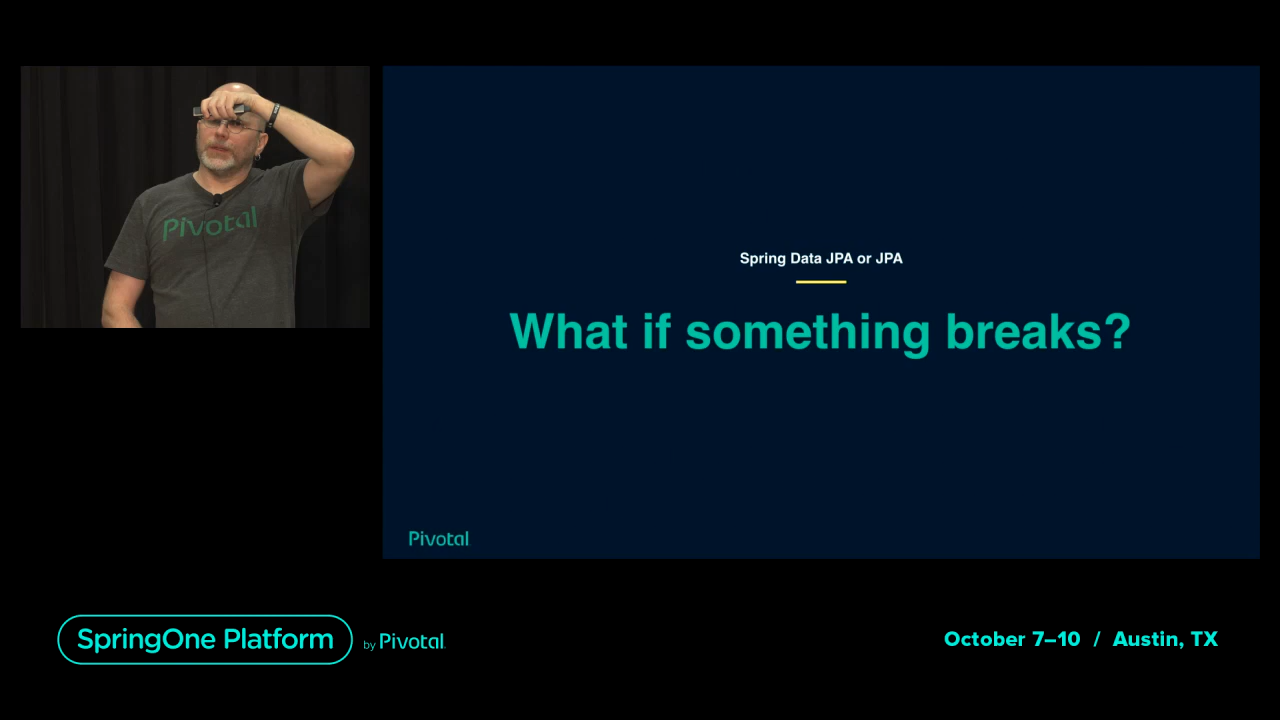 Pivotal
Spring Data JPA or JPA
What if something breaks?
Pivotal
SpringOne Platform by Pivotal
October 7–10 / Austin, TX